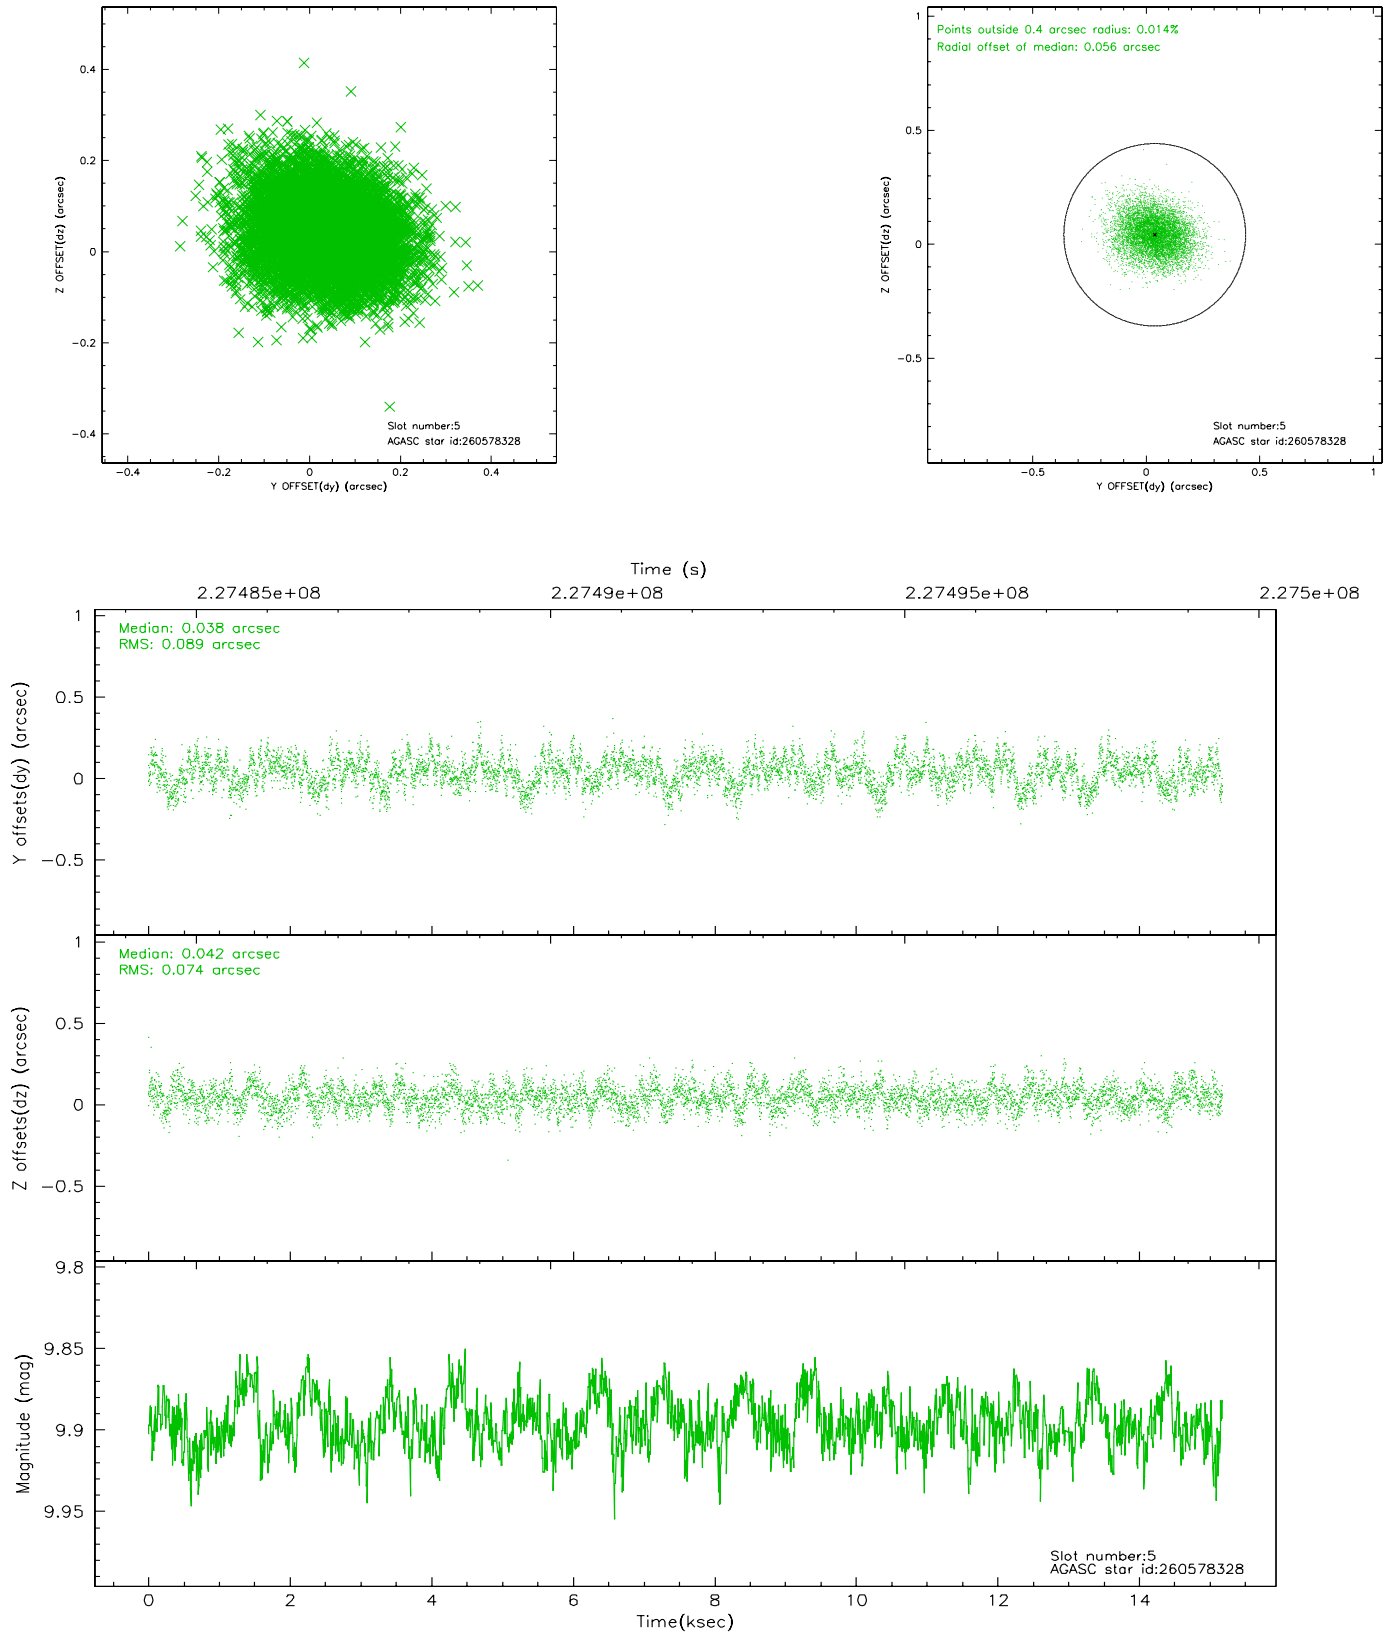 0.4
0.2
0
−0.2
−0.4
Z OFFSET(dz) (arcsec)
−0.4
−0.2
0
0.2
0.4
Y OFFSET(dy) (arcsec)
Slot number:5
AGASC star id:260578328
Points outside 0.4 arcsec radius: 0.014%
Radial offset of median: 0.056 arcsec
1
0.5
0
−0.5
Z OFFSET(dz) (arcsec)
−0.5
0
0.5
1
Y OFFSET(dy) (arcsec)
Slot number:5
AGASC star id:260578328
Time (s)
2.27485e+08
2.2749e+08
2.27495e+08
2.275e+08
Median: 0.038 arcsec
RMS: 0.089 arcsec
1
0.5
0
−0.5
Y offsets(dy) (arcsec)
Median: 0.042 arcsec
RMS: 0.074 arcsec
1
0.5
0
−0.5
Z offsets(dz) (arcsec)
9.8
9.85
9.9
9.95
Magnitude (mag)
Slot number:5
AGASC star id:260578328
0
2
4
6
8
10
12
14
Time(ksec)